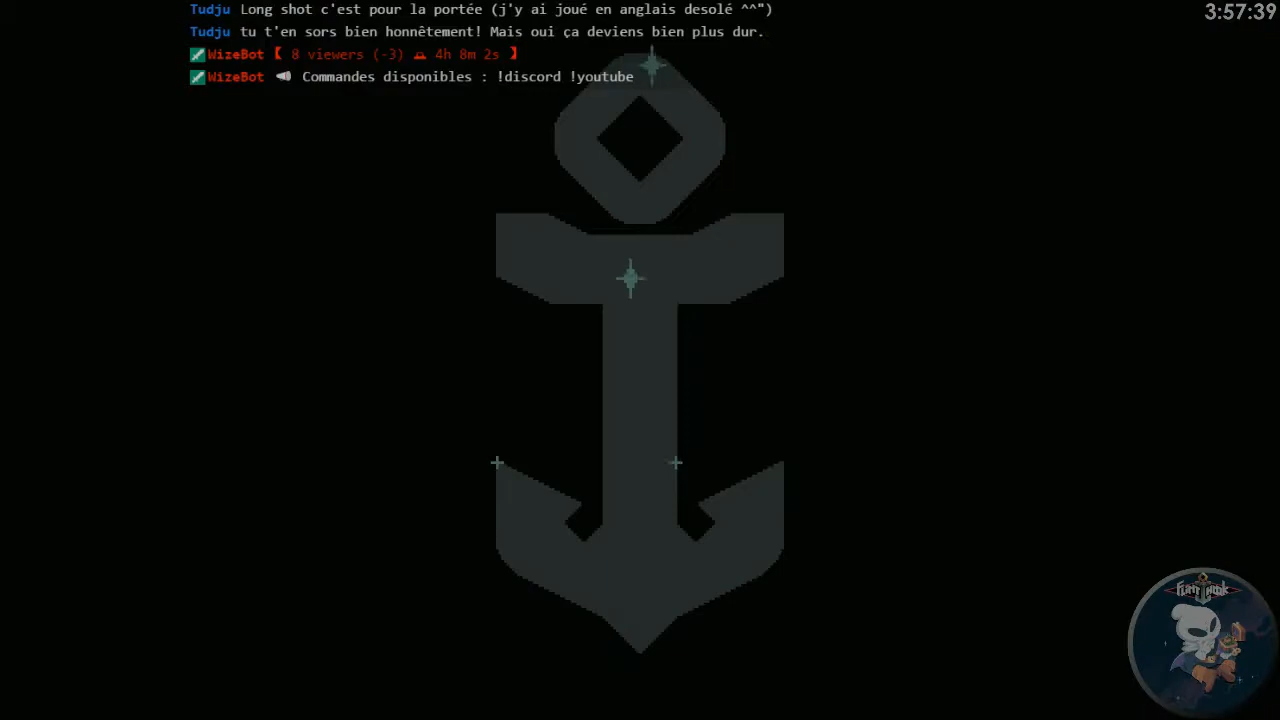 Tudju Long shot c'est pour la portée (j'y ai joué en anglais desolé ^^")
3:57:39
Tudju tu t'en sors bien honnêtement! Mais oui ça deviens bien plus dur.
WizeBot 【 8 viewers (-3) 4h 8m 2s 】
WizeBot Commandes disponibles : !discord !youtube
FLINTHOOK